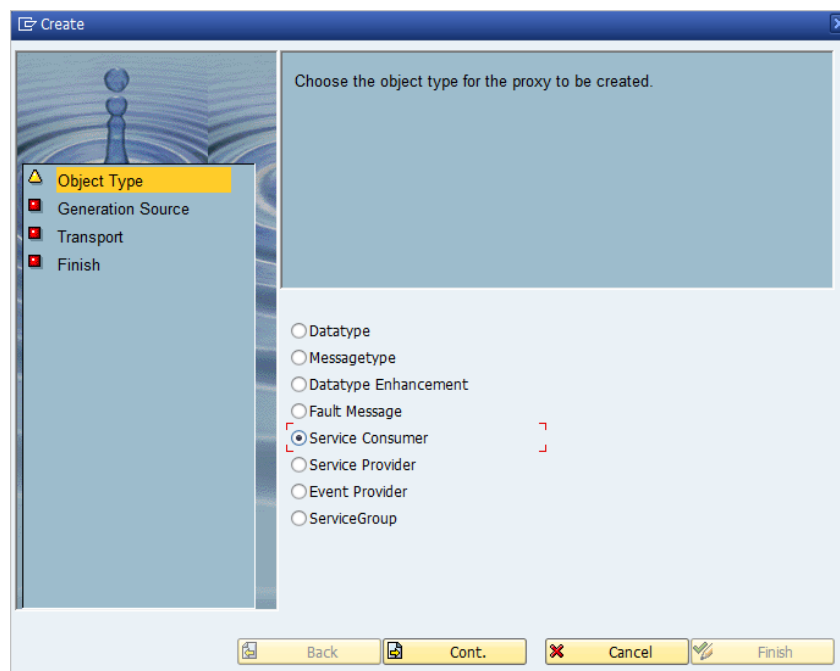 Create
Choose the object type for the proxy to be created.
Object Type
Generation Source
Transport
Finish
Datatype
Messagetype
Datatype Enhancement
Fault Message
Service Consumer
Service Provider
Event Provider
ServiceGroup
Back Cont. Cancel Finish